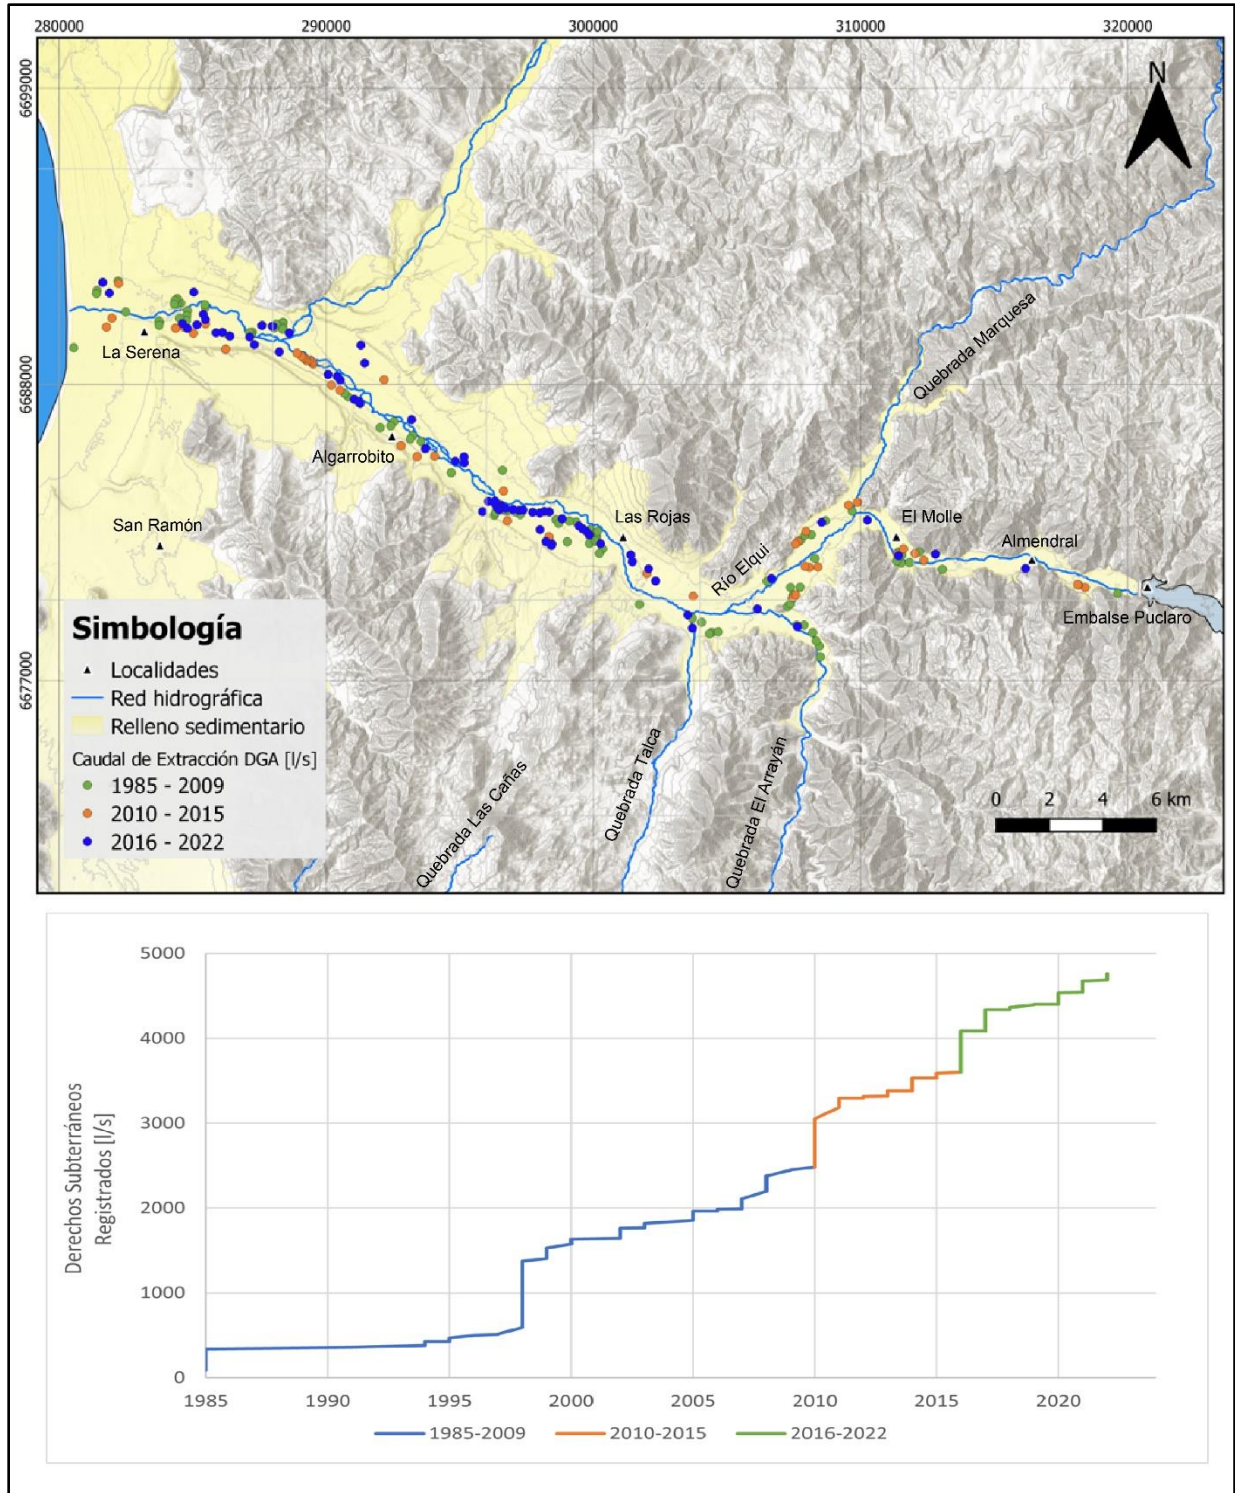 280000
290000
300000
310000
320000
6699000
N
Quebrada Marquesa
La Serena
6688000
Algarrobito
San Ramón
Las Rojas
El Molle
Almendral
Río Elqui
Embalse Puclaro
Simbología
Localidades
Red hidrográfica
Relleno sedimentario
Caudal de Extracción DGA [l/s]
1985 - 2009
2010 - 2015
2016 - 2022
6677000
Quebrada Las Cañas
Quebrada Talca
Quebrada El Arrayán
0 2 4 6 km
Derechos Subterráneos
Registrados [l/s]
5000
4000
3000
2000
1000
0
1985 1990 1995 2000 2005 2010 2015 2020
1985-2009 2010-2015 2016-2022